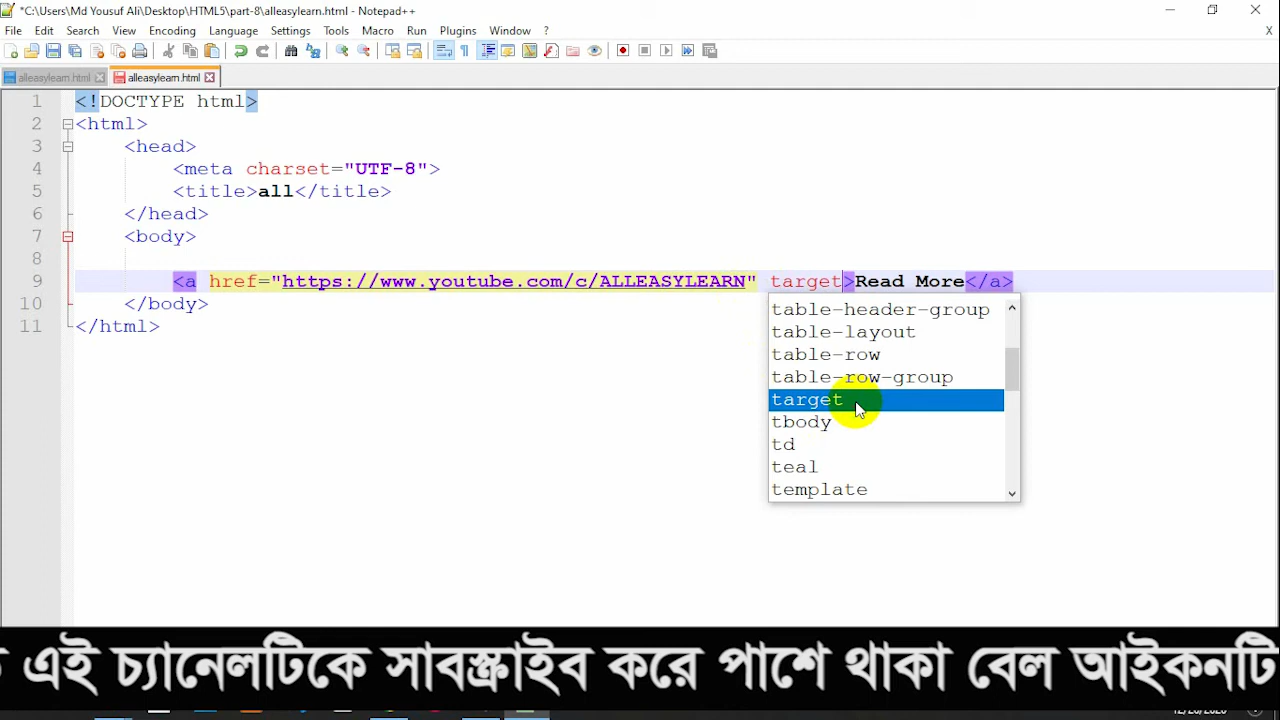 *C:\Users\Md Yousuf Ali\Desktop\HTML5\part-8\alleasylearn.html - Notepad++
File Edit Search View Encoding Language Settings Tools Macro Run Plugins Window ? X
alleasylearn.html alleasylearn.html
1 <!DOCTYPE html>
2 <html>
3 <head>
4 <meta charset="UTF-8">
5 <title>all</title>
6 </head>
7 <body>
8
9 <a href="https://www.youtube.com/c/ALLEASYLEARN" target>Read More</a>
10 </body>
11 </html>
table-header-group
table-layout
table-row
table-row-group
target
tbody
td
teal
template
এই চ্যানেলটিকে সাবস্ক্রাইব করে পাশে থাকা বেল আইকনটি